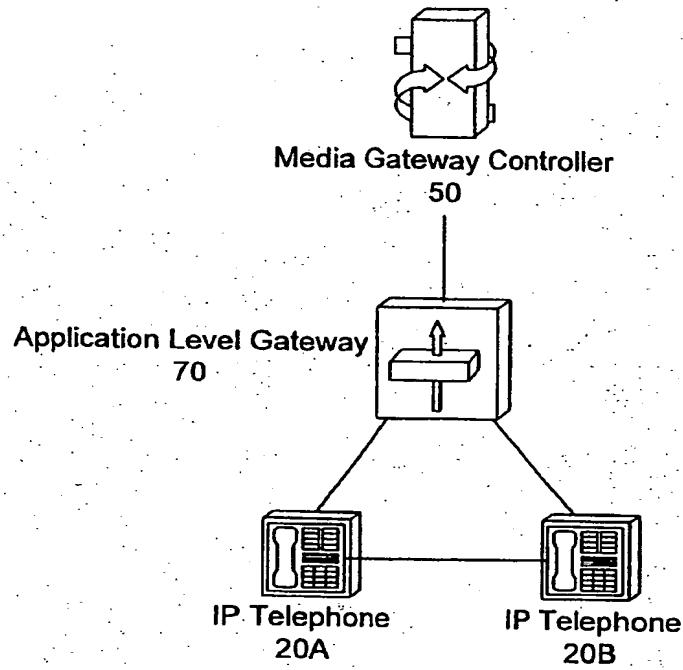 Media Gateway Controller
50
Application Level Gateway
70
IP Telephone
20A
IP Telephone
20B